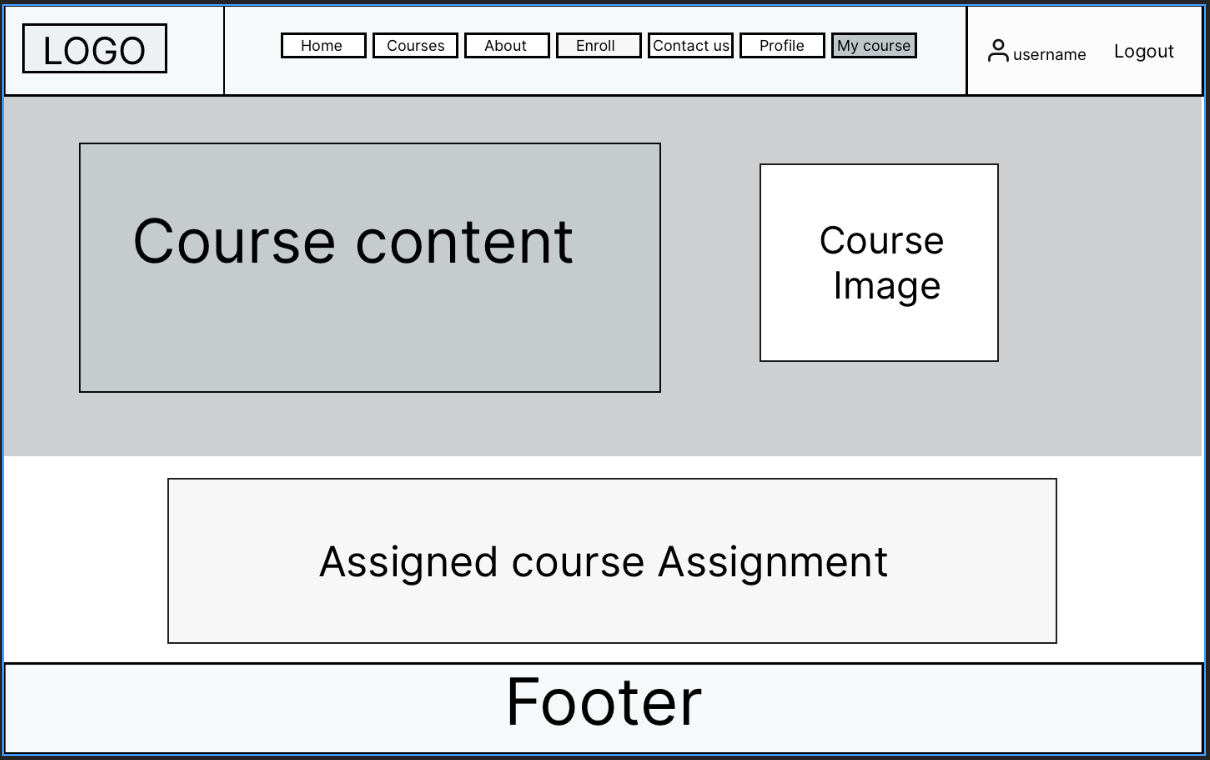 LOGO
Home
Courses
About
Enroll
Contact us
Profile
My course
username
Logout
Course content
Course
Image
Assigned course Assignment
Footer